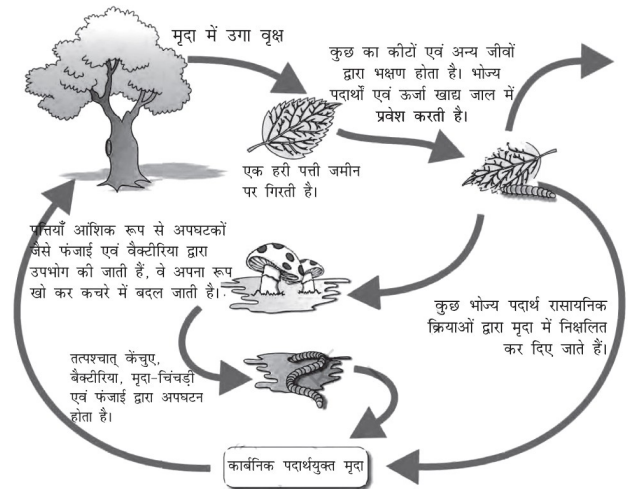 मृदा में उगा वृक्ष
कुछ का कीटों एवं अन्य जीवों
द्वारा भक्षण होता है। भोज्य
पदार्थों एवं ऊर्जा खाद्य जाल में
प्रवेश करती है।
एक हरी पत्ती जमीन
पर गिरती है।
पत्तियाँ आंशिक रूप से अपघटकों
जैसे फंजाई एवं वैक्टीरिया द्वारा
उपभोग की जाती हैं, वे अपना रूप
खो कर कचरे में बदल जाती है।
कुछ भोज्य पदार्थ रासायनिक
क्रियाओं द्वारा मृदा में निक्षलित
कर दिए जाते हैं।
तत्पश्चात् केंचुए,
बैक्टीरिया, मृदा-चिंचड़ी
एवं फंजाई द्वारा अपघटन
होता है।
कार्बनिक पदार्थयुक्त मृदा